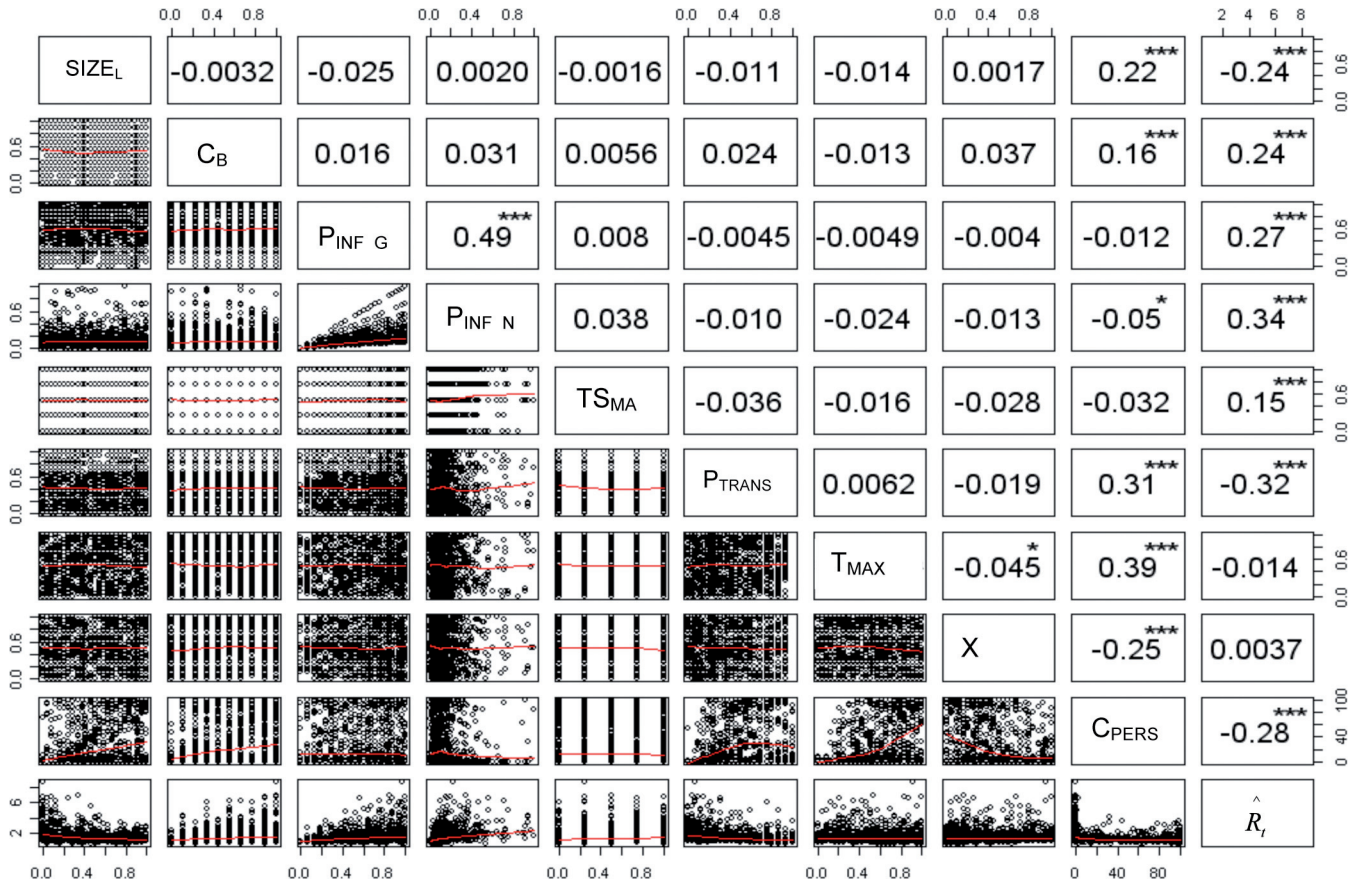 0.0 0.4 0.8 0.0 0.4 0.8 0.0 0.4 0.8 0.0 0.4 0.8 2 4 6 8
SIZEL -0.0032 -0.025 0.0020 -0.0016 -0.011 -0.014 0.0017 0.22*** -0.24*** 0.0 0.6
0.0 0.6 CB 0.016 0.031 0.0056 0.024 -0.013 0.037 0.16*** 0.24***
PINF G 0.49*** 0.008 -0.0045 -0.0049 -0.004 -0.012 0.27*** 0.0 0.6
0.0 0.6 PINF N 0.038 -0.010 -0.024 -0.013 -0.05* 0.34***
TSMA -0.036 -0.016 -0.028 -0.032 0.15*** 0.0 0.6
0.0 0.6 PTRANS 0.0062 -0.019 0.31*** -0.32***
TMAX -0.045* 0.39*** -0.014 0.0 0.6
0.0 0.6 X -0.25*** 0.0037
CPERS -0.28*** 0 40 100
2 6 R̂t
0.0 0.4 0.8 0.0 0.4 0.8 0.0 0.4 0.8 0.0 0.4 0.8 0 40 80